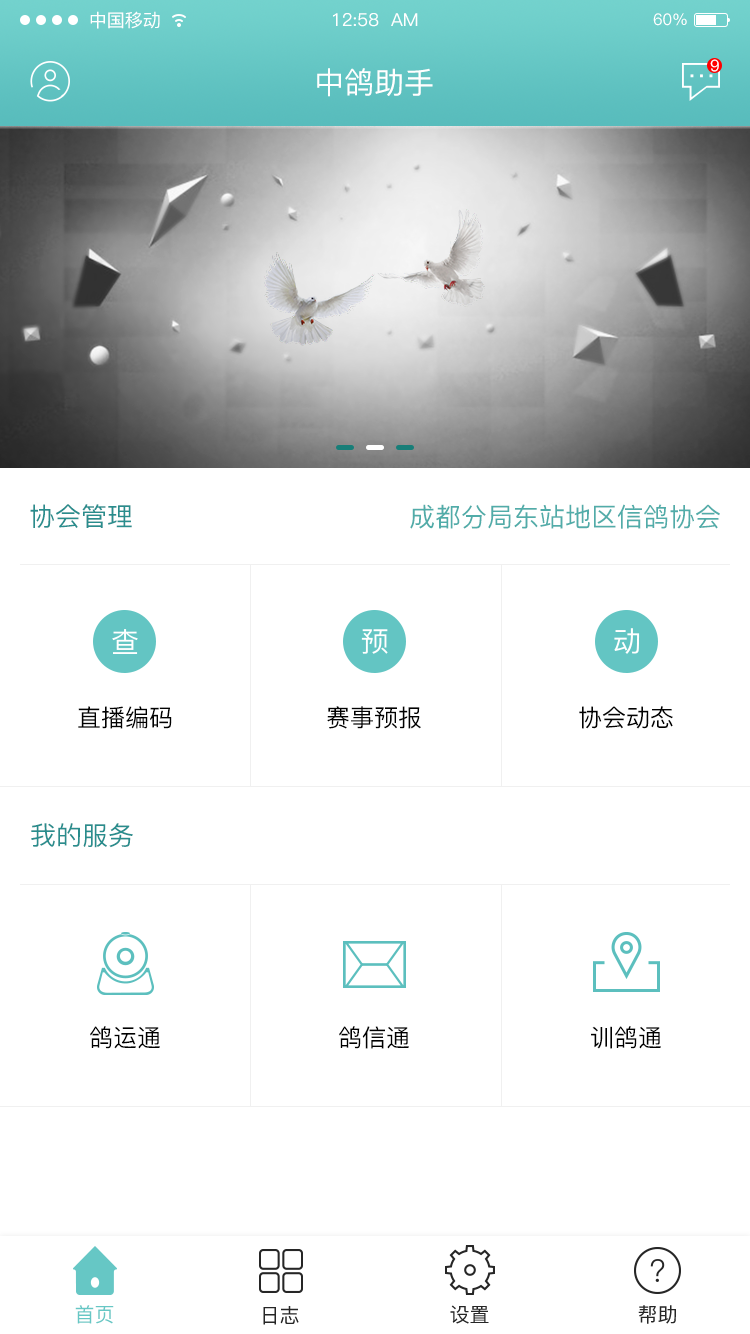 中国移动 12:58 AM 60%
中鸽助手 9
协会管理 成都分局东站地区信鸽协会
查 预 动
直播编码 赛事预报 协会动态
我的服务
鸽运通 鸽信通 训鸽通
?
首页 日志 设置 帮助